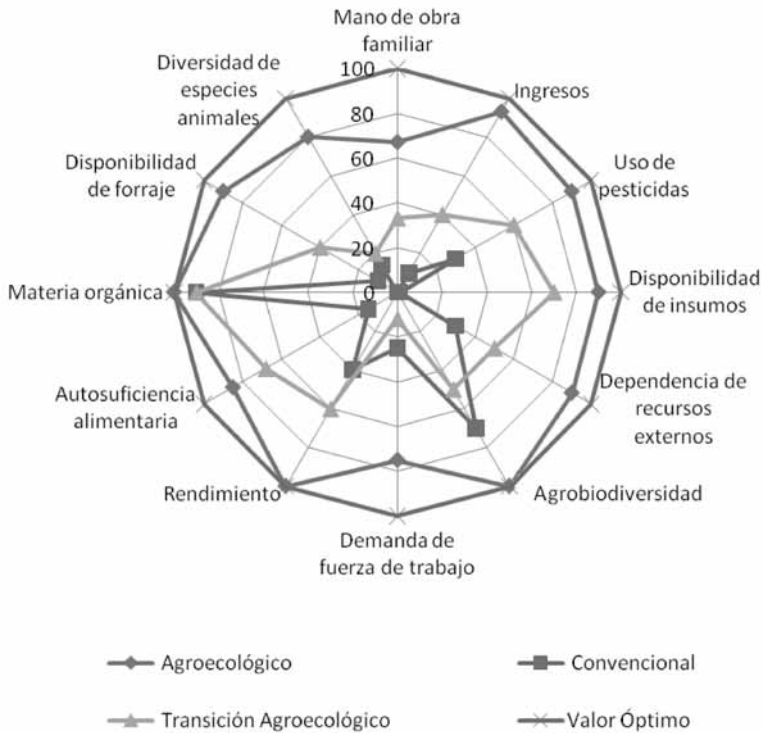 Mano de obra
familiar
Diversidad de
especies
animales
Ingresos
Disponibilidad
de forraje
Uso de
pesticidas
100
80
60
40
20
0
Materia orgánica
Disponibilidad
de insumos
Autosuficiencia
alimentaria
Dependencia de
recursos
externos
Rendimiento
Agrobiodiversidad
Demanda de
fuerza de trabajo
Agroecológico
Convencional
Transición Agroecológico
Valor Óptimo